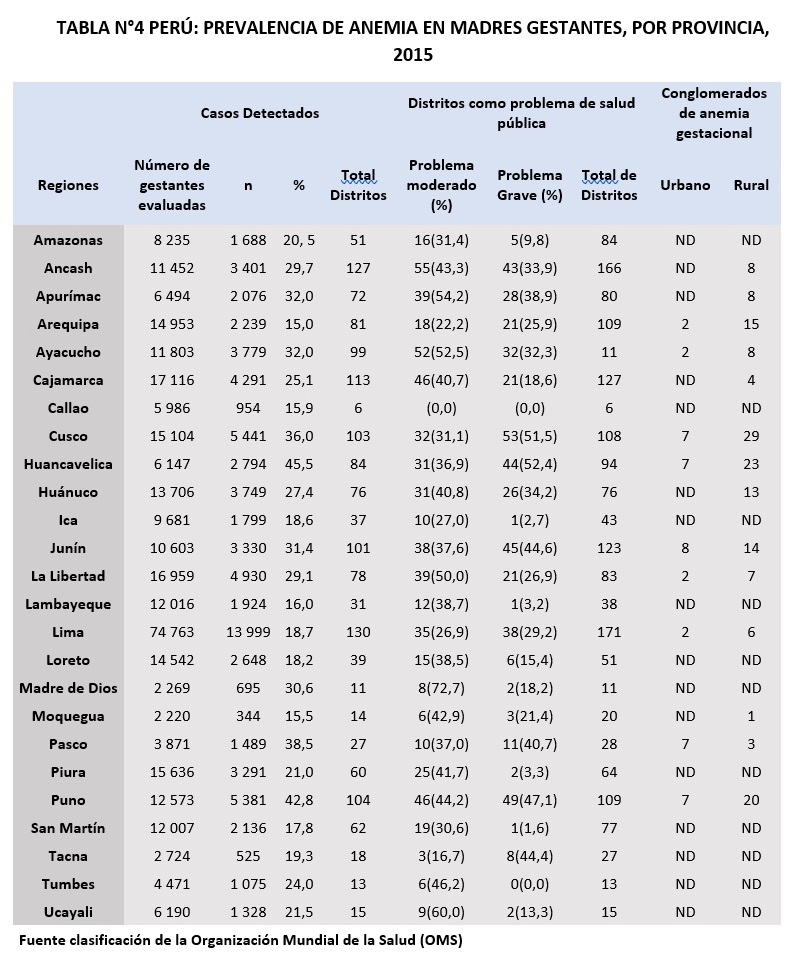 TABLA N°4 PERÚ: PREVALENCIA DE ANEMIA EN MADRES GESTANTES, POR PROVINCIA,
2015
Casos Detectados Distritos como problema de salud pública Conglomerados de anemia gestacional
Regiones Número de gestantes evaluadas n % Total Distritos Problema moderado (%) Problema Grave (%) Total de Distritos Urbano Rural
Amazonas 8 235 1 688 20, 5 51 16(31,4) 5(9,8) 84 ND ND
Ancash 11 452 3 401 29,7 127 55(43,3) 43(33,9) 166 ND 8
Apurímac 6 494 2 076 32,0 72 39(54,2) 28(38,9) 80 ND 8
Arequipa 14 953 2 239 15,0 81 18(22,2) 21(25,9) 109 2 15
Ayacucho 11 803 3 779 32,0 99 52(52,5) 32(32,3) 11 2 8
Cajamarca 17 116 4 291 25,1 113 46(40,7) 21(18,6) 127 ND 4
Callao 5 986 954 15,9 6 (0,0) (0,0) 6 ND ND
Cusco 15 104 5 441 36,0 103 32(31,1) 53(51,5) 108 7 29
Huancavelica 6 147 2 794 45,5 84 31(36,9) 44(52,4) 94 7 23
Huánuco 13 706 3 749 27,4 76 31(40,8) 26(34,2) 76 ND 13
Ica 9 681 1 799 18,6 37 10(27,0) 1(2,7) 43 ND ND
Junín 10 603 3 330 31,4 101 38(37,6) 45(44,6) 123 8 14
La Libertad 16 959 4 930 29,1 78 39(50,0) 21(26,9) 83 2 7
Lambayeque 12 016 1 924 16,0 31 12(38,7) 1(3,2) 38 ND ND
Lima 74 763 13 999 18,7 130 35(26,9) 38(29,2) 171 2 6
Loreto 14 542 2 648 18,2 39 15(38,5) 6(15,4) 51 ND ND
Madre de Dios 2 269 695 30,6 11 8(72,7) 2(18,2) 11 ND ND
Moquegua 2 220 344 15,5 14 6(42,9) 3(21,4) 20 ND 1
Pasco 3 871 1 489 38,5 27 10(37,0) 11(40,7) 28 7 3
Piura 15 636 3 291 21,0 60 25(41,7) 2(3,3) 64 ND ND
Puno 12 573 5 381 42,8 104 46(44,2) 49(47,1) 109 7 20
San Martín 12 007 2 136 17,8 62 19(30,6) 1(1,6) 77 ND ND
Tacna 2 724 525 19,3 18 3(16,7) 8(44,4) 27 ND ND
Tumbes 4 471 1 075 24,0 13 6(46,2) 0(0,0) 13 ND ND
Ucayali 6 190 1 328 21,5 15 9(60,0) 2(13,3) 15 ND ND
Fuente clasificación de la Organización Mundial de la Salud (OMS)